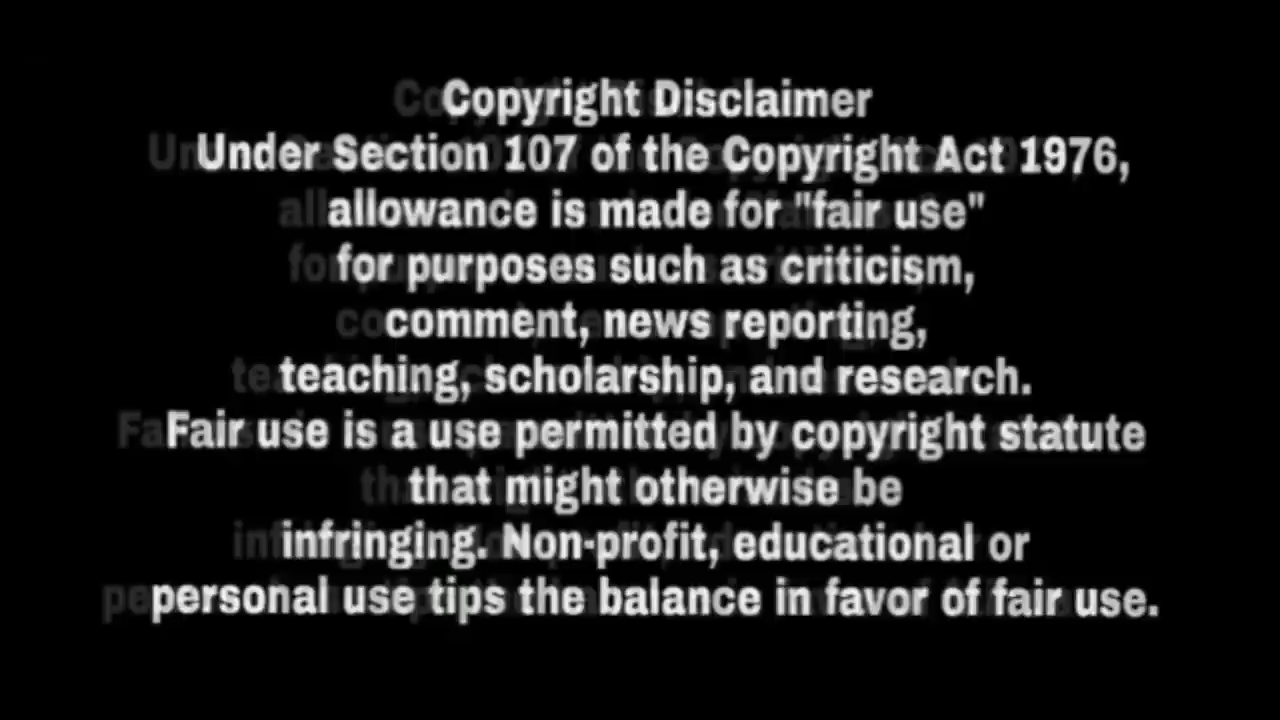 Copyright Disclaimer
Under Section 107 of the Copyright Act 1976,
allowance is made for "fair use"
for purposes such as criticism,
comment, news reporting,
teaching, scholarship, and research.
Fair use is a use permitted by copyright statute
that might otherwise be
infringing. Non-profit, educational or
personal use tips the balance in favor of fair use.